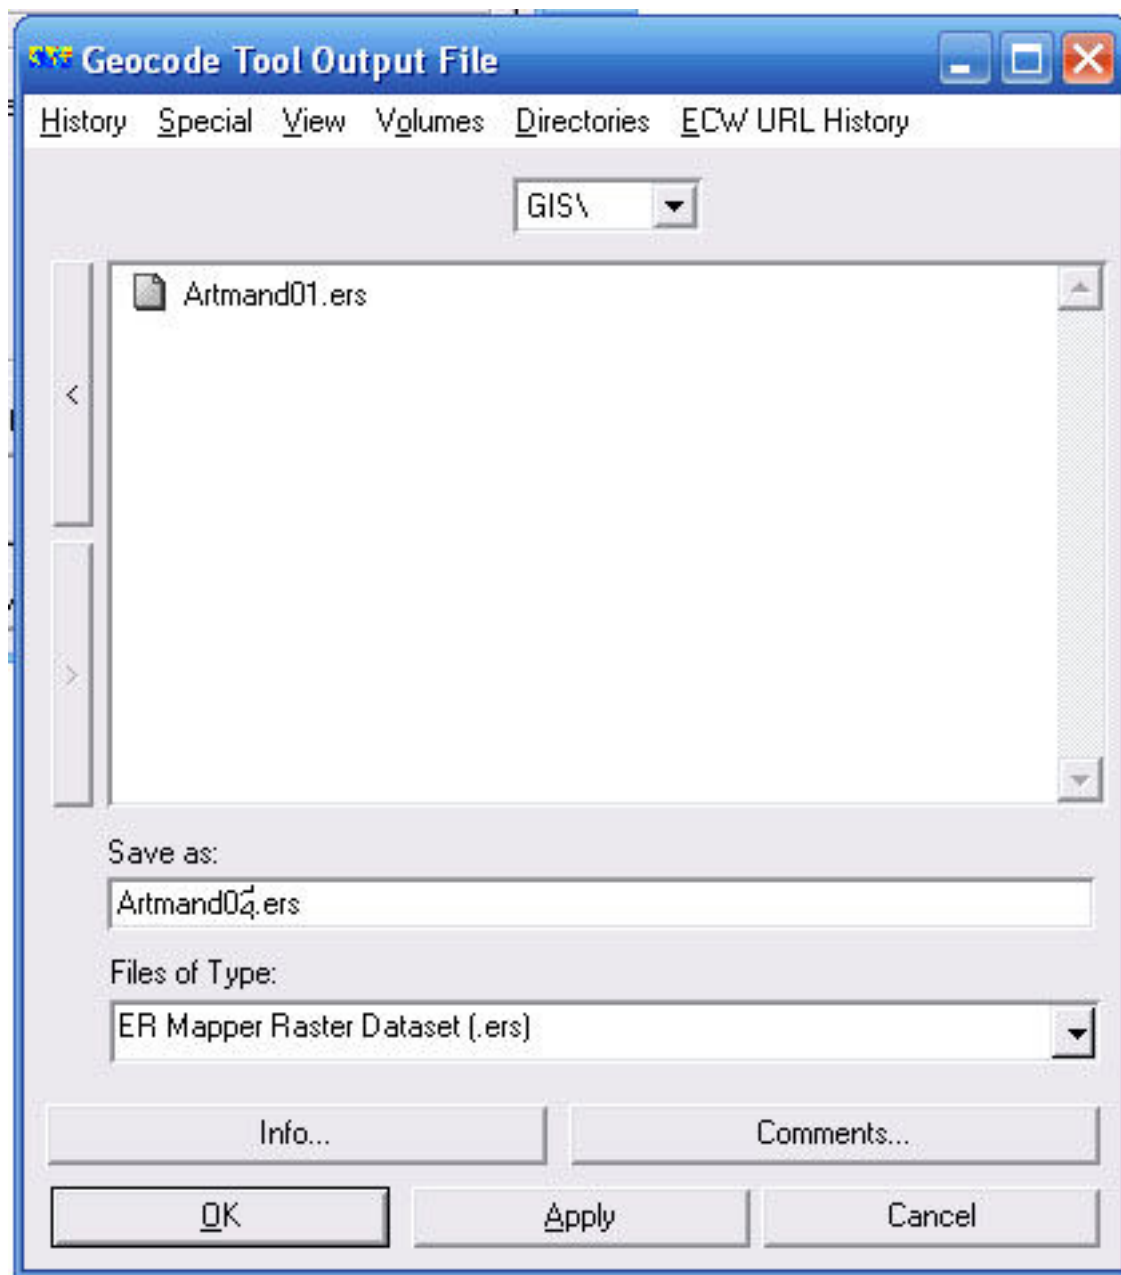 Geocode Tool Output File
History Special View Volumes Directories ECW URL History
GIS\
Artmand01.ers
<
>
Save as:
Files of Type:
ER Mapper Raster Dataset (.ers)
Info... Comments...
OK Apply Cancel